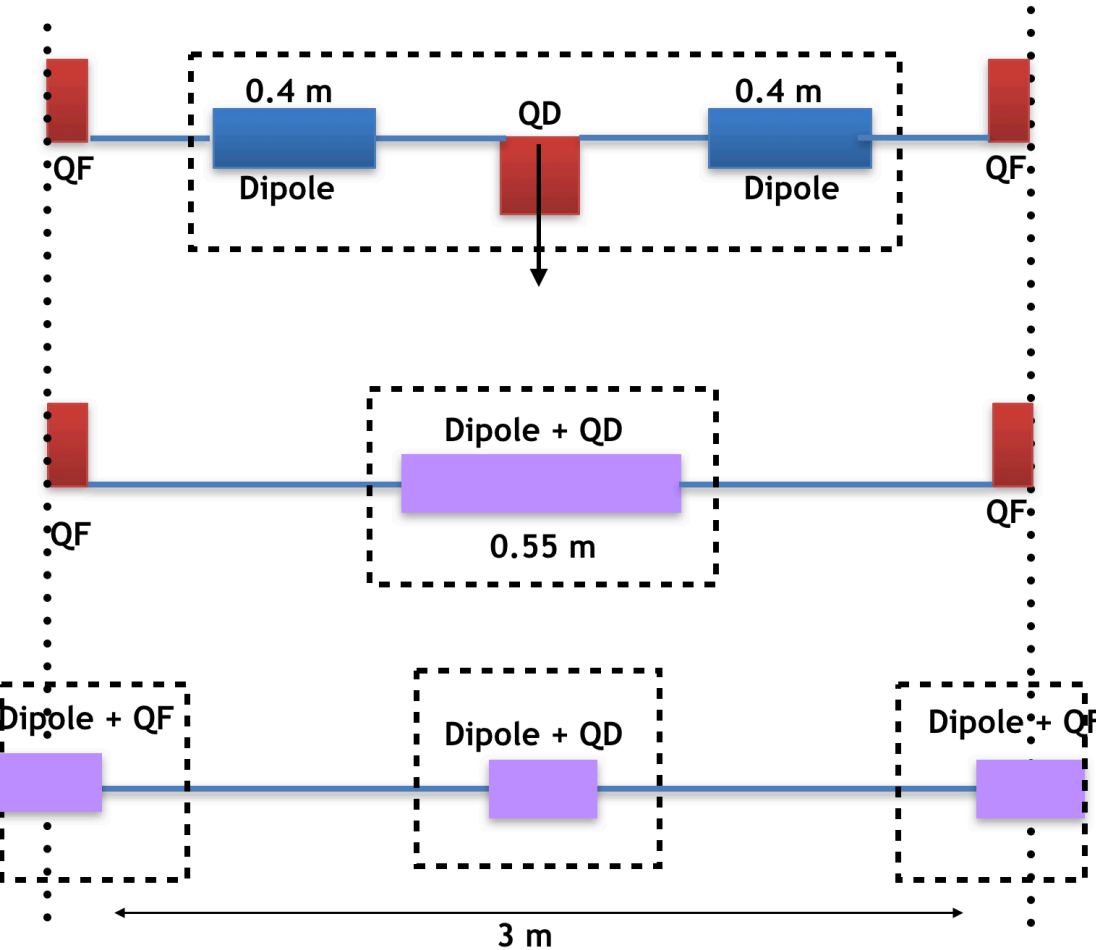 0.4 m
0.4 m
QD
QF
QF
Dipole
Dipole
Dipole + QD
QF
QF
0.55 m
Dipole + QF
Dipole + QD
Dipole + QF
3 m